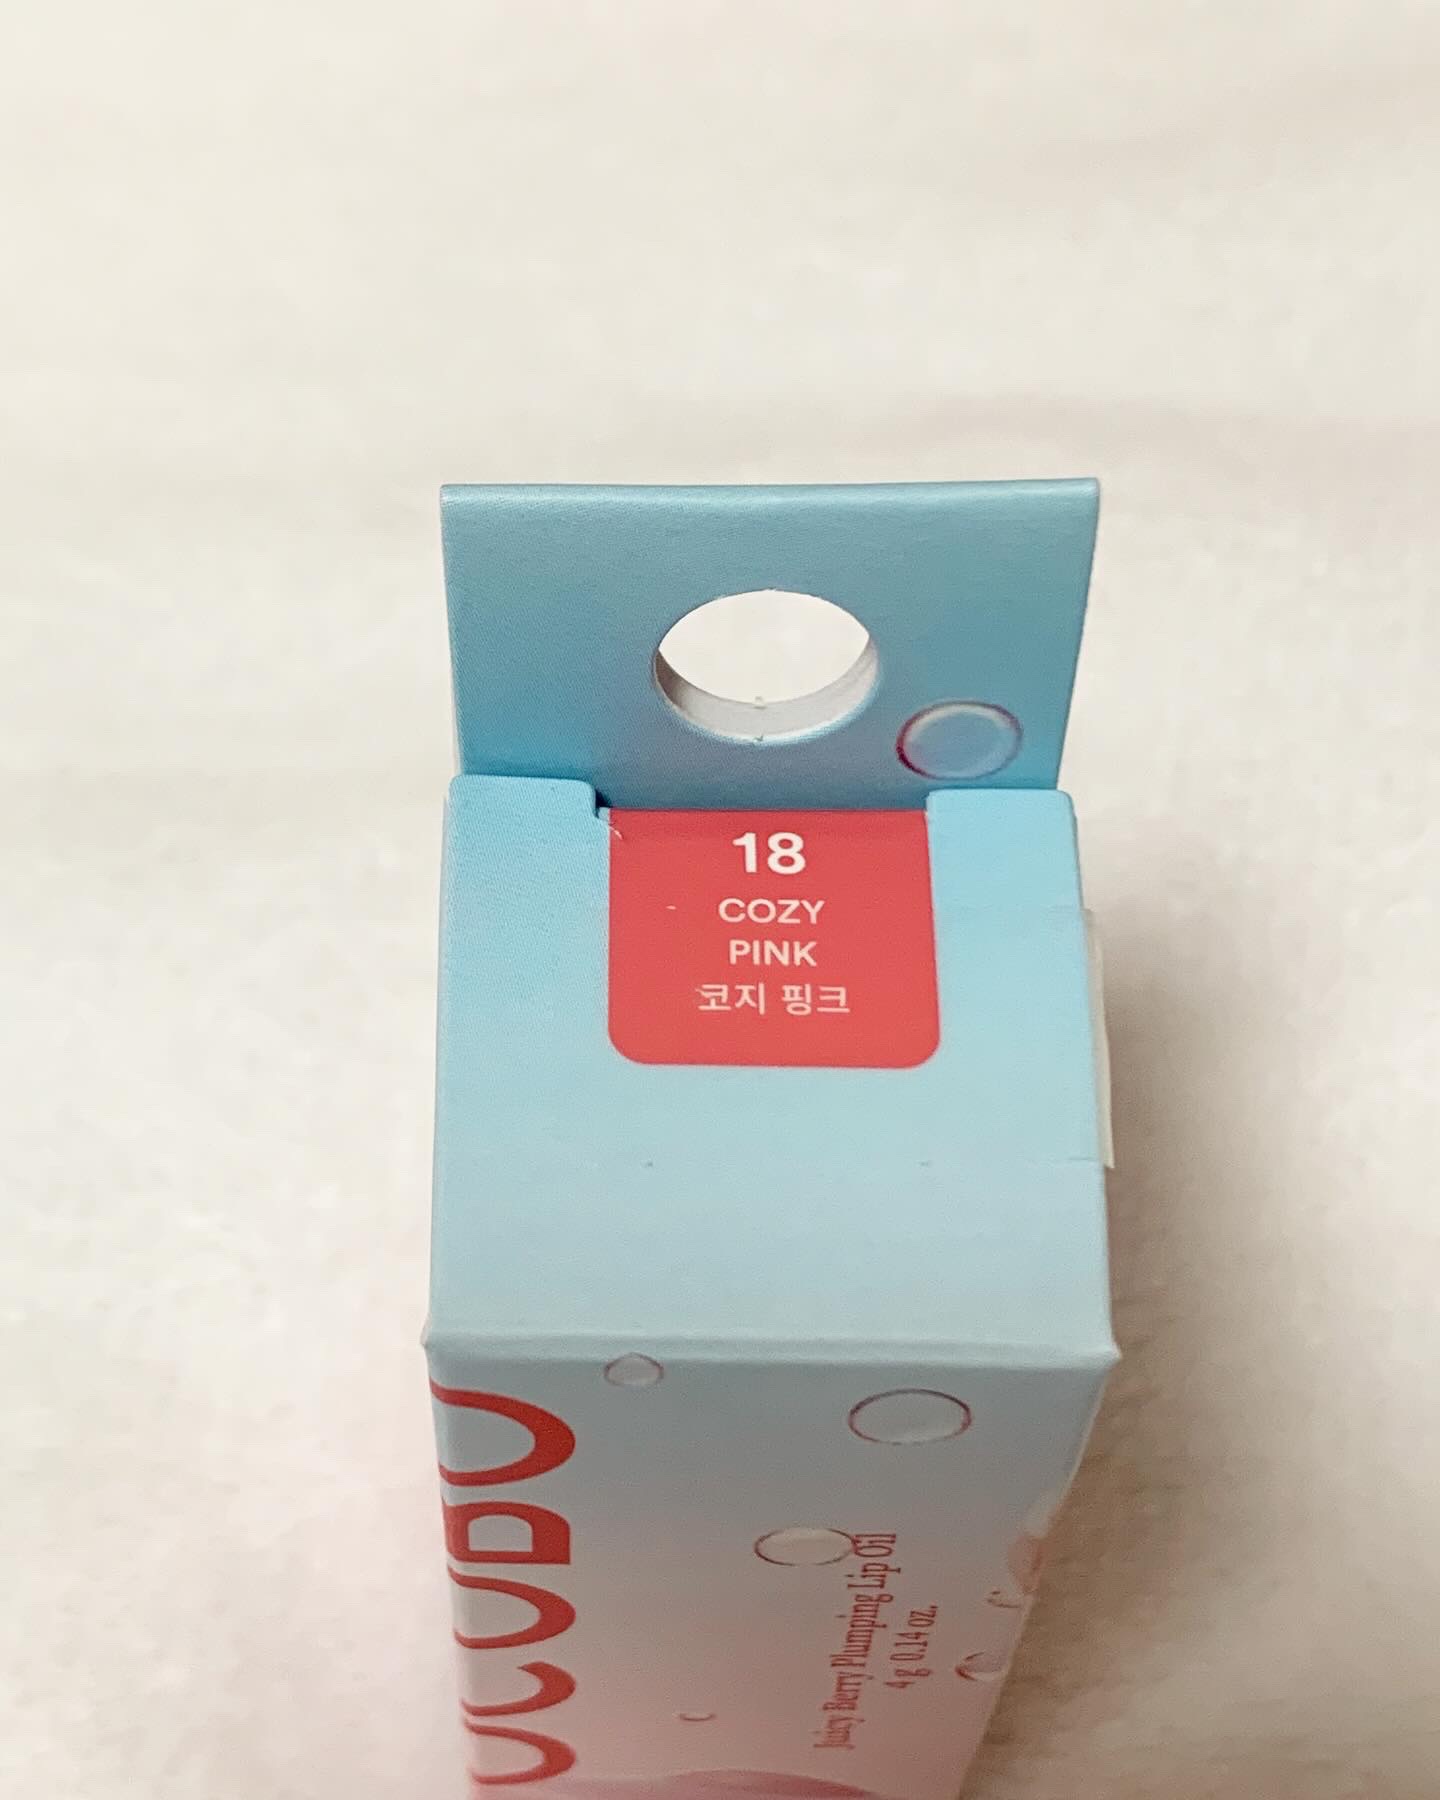 18
COZY
PINK
코지 핑크
Juicy Berry Plumping Lip Oil
4 g 0.14 oz.